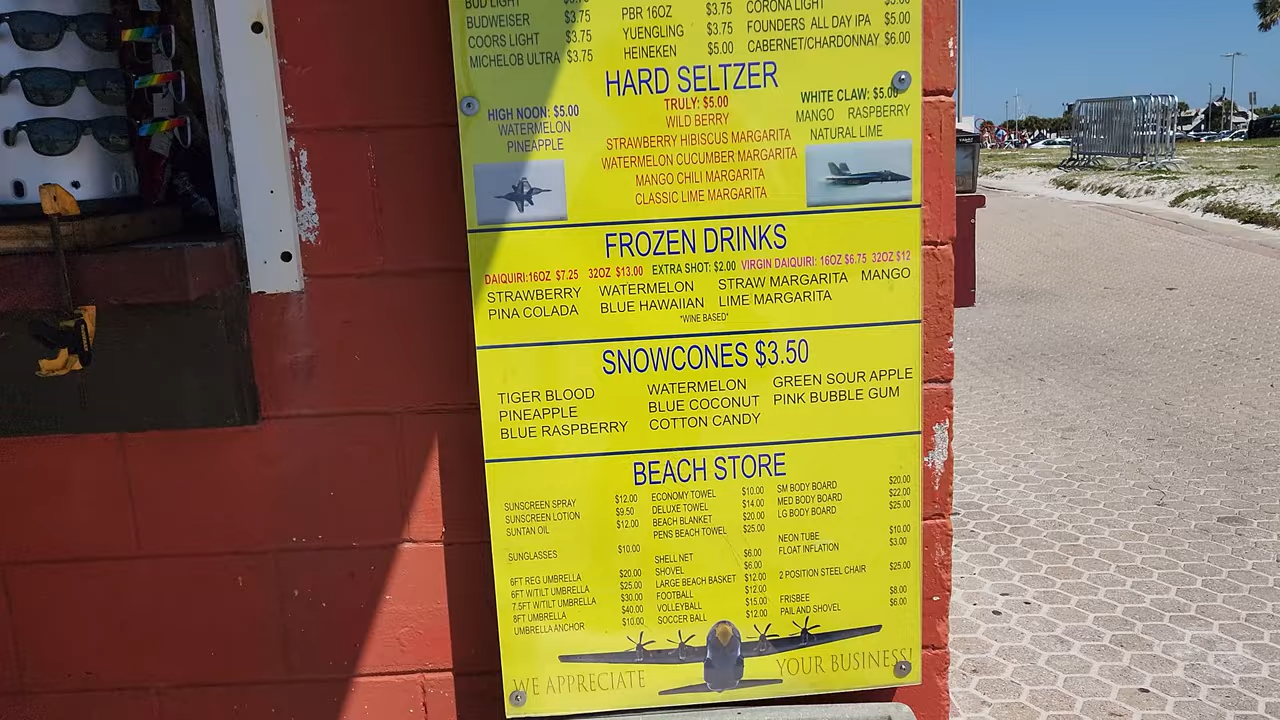 BUD LIGHT $3.75 CORONA LIGHT $5.00
BUDWEISER $3.75 PBR 16OZ $3.75 FOUNDERS ALL DAY IPA $5.00
COORS LIGHT $3.75 YUENGLING $3.75 CABERNET/CHARDONNAY $6.00
MICHELOB ULTRA $3.75 HEINEKEN $5.00
HARD SELTZER
HIGH NOON: $5.00
WATERMELON
PINEAPPLE
TRULY: $5.00
WILD BERRY
STRAWBERRY HIBISCUS MARGARITA
WATERMELON CUCUMBER MARGARITA
MANGO CHILI MARGARITA
CLASSIC LIME MARGARITA
WHITE CLAW: $5.00
MANGO RASPBERRY
NATURAL LIME
FROZEN DRINKS
DAIQUIRI:16OZ $7.25 32OZ $13.00 EXTRA SHOT: $2.00 VIRGIN DAIQUIRI: 16OZ $6.75 32OZ $12
STRAWBERRY WATERMELON STRAW MARGARITA MANGO
PINA COLADA BLUE HAWAIIAN LIME MARGARITA
*WINE BASED*
SNOWCONES $3.50
TIGER BLOOD WATERMELON GREEN SOUR APPLE
PINEAPPLE BLUE COCONUT PINK BUBBLE GUM
BLUE RASPBERRY COTTON CANDY
BEACH STORE
SUNSCREEN SPRAY $12.00
SUNSCREEN LOTION $9.50
SUNTAN OIL $12.00
SUNGLASSES $10.00
6FT REG UMBRELLA $20.00
6FT W/TILT UMBRELLA $25.00
7.5FT W/TILT UMBRELLA $30.00
8FT UMBRELLA $40.00
UMBRELLA ANCHOR $10.00
ECONOMY TOWEL $10.00
DELUXE TOWEL $14.00
BEACH BLANKET $20.00
PENS BEACH TOWEL $25.00
SHELL NET $6.00
SHOVEL $6.00
LARGE BEACH BASKET $12.00
FOOTBALL $12.00
VOLLEYBALL $15.00
SOCCER BALL $12.00
SM BODY BOARD $20.00
MED BODY BOARD $22.00
LG BODY BOARD $25.00
NEON TUBE $10.00
FLOAT INFLATION $3.00
2 POSITION STEEL CHAIR $25.00
FRISBEE $8.00
PAIL AND SHOVEL $6.00
WE APPRECIATE YOUR BUSINESS!